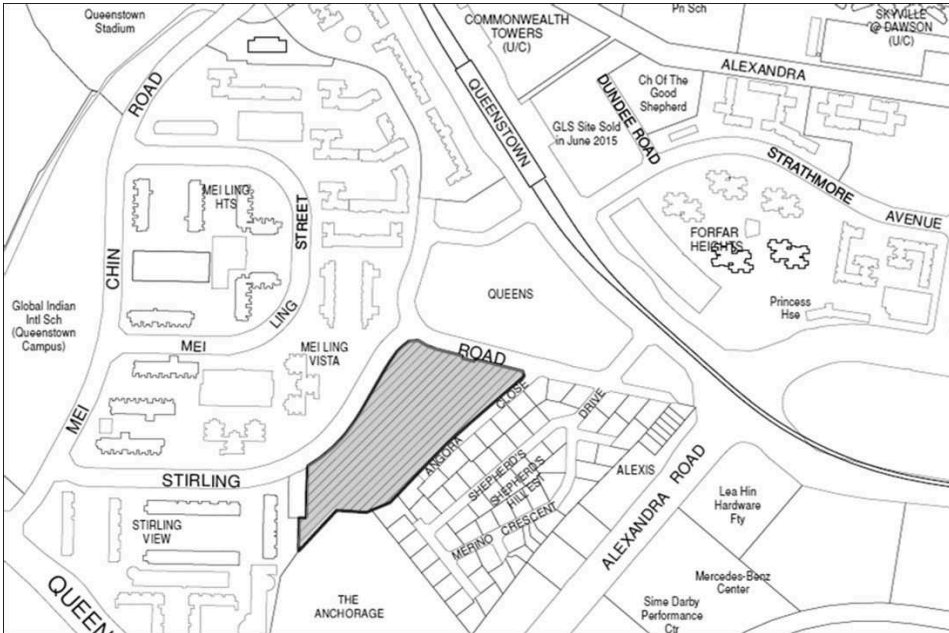 Queenstown
Stadium
COMMONWEALTH
TOWERS
(U/C)
Pri Sch
SKYVILLE
@ DAWSON
(U/C)
ALEXANDRA
ROAD
QUEENSTOWN
DUNDEE ROAD
Ch Of The
Good
Shepherd
GLS Site Sold
in June 2015
STRATHMORE
AVENUE
MEI LING
HTS
STREET
CHIN
FORFAR
HEIGHTS
Global Indian
Intl Sch
(Queenstown
Campus)
QUEENS
Princess
Hse
LING
MEI
MEI LING
VISTA
ROAD
MEI
CLOSE
DRIVE
ANGORA
STIRLING
SHEPHERD'S
SHEPHERD'S
HILL EST
ALEXIS
MERINO CRESCENT
ALEXANDRA ROAD
Lea Hin
Hardware
Fty
STIRLING
VIEW
QUEEN
THE
ANCHORAGE
Mercedes-Benz
Center
Sime Darby
Performance
Ctr